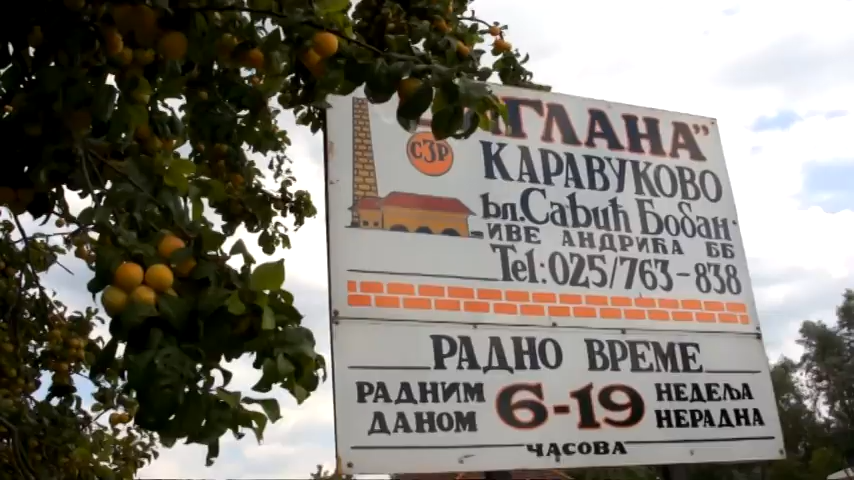 СЗР
КАРАВУКОВО
вл. Савић Бобан
ИВЕ АНДРИЋА ББ
Tel.: 025/763-838
РАДНО ВРЕМЕ
РАДНИМ ДАНОМ
6-19
ЧАСОВА
НЕДЕЉА НЕРАДНА